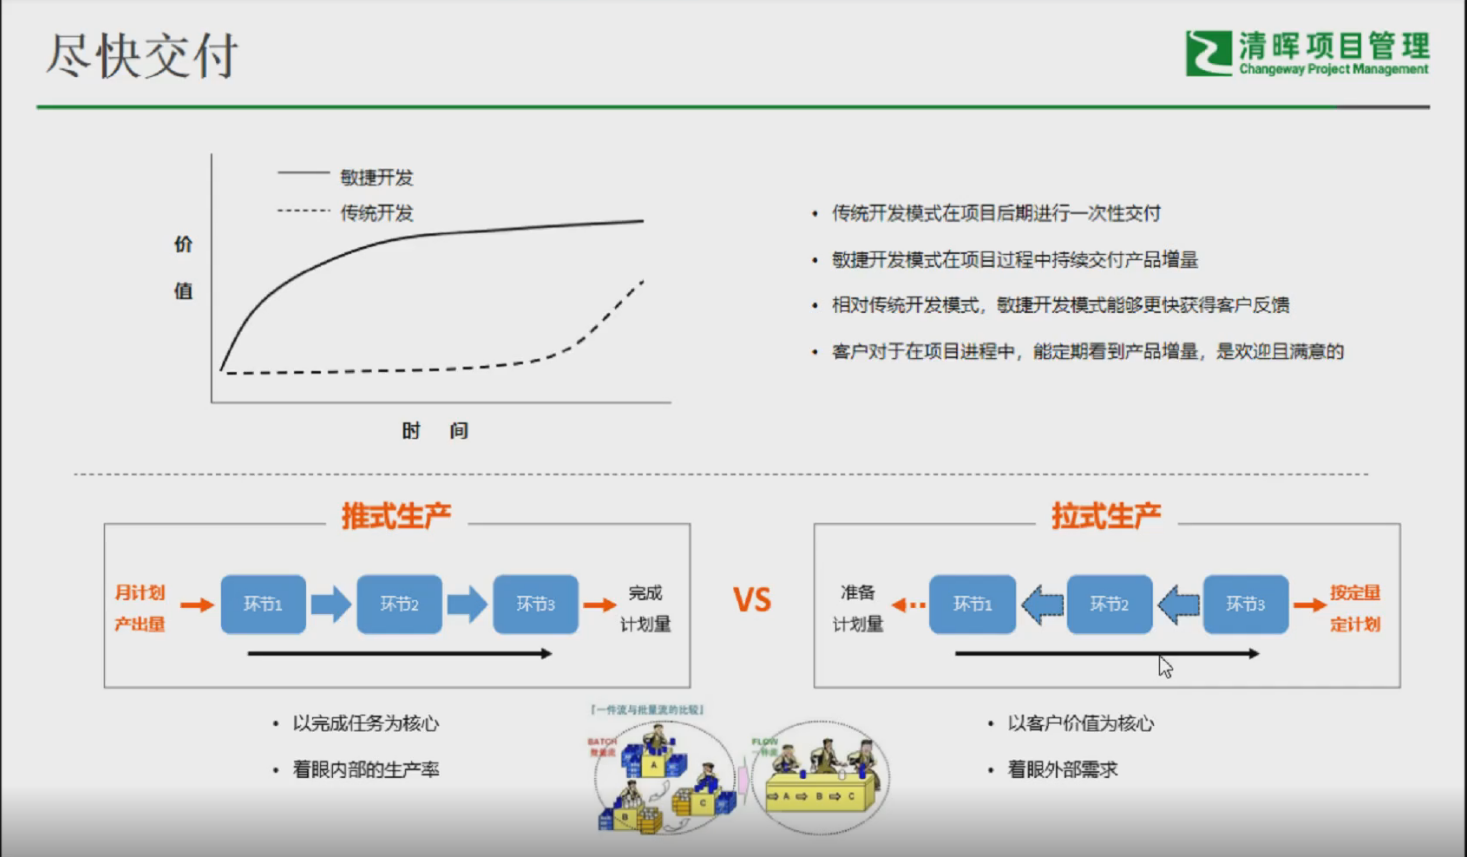 尽快交付
清晖项目管理
Changeway Project Management
敏捷开发
传统开发
价
值
时 间
• 传统开发模式在项目后期进行一次性交付
• 敏捷开发模式在项目过程中持续交付产品增量
• 相对传统开发模式，敏捷开发模式能够更快获得客户反馈
• 客户对于在项目进程中，能定期看到产品增量，是欢迎且满意的
推式生产
月计划
产出量
环节1
环节2
环节3
完成
计划量
VS
拉式生产
准备
计划量
环节1
环节2
环节3
按定量
定计划
• 以完成任务为核心
• 着眼内部的生产率
「一件流与批量流的比较」
BATCH
批量流
A
B
C
FLOW
一件流
A
B
C
• 以客户价值为核心
• 着眼外部需求